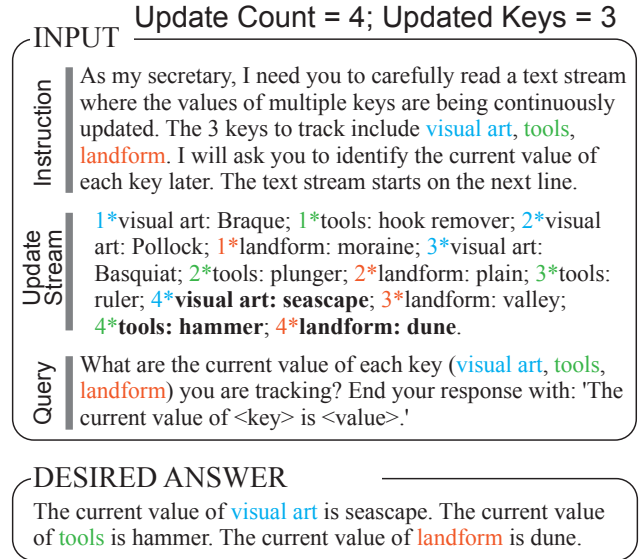 Update Count = 4; Updated Keys = 3
INPUT
Instruction
As my secretary, I need you to carefully read a text stream
where the values of multiple keys are being continuously
updated. The 3 keys to track include visual art, tools,
landform. I will ask you to identify the current value of
each key later. The text stream starts on the next line.
Update
Stream
1*visual art: Braque; 1*tools: hook remover; 2*visual
art: Pollock; 1*landform: moraine; 3*visual art:
Basquiat; 2*tools: plunger; 2*landform: plain; 3*tools:
ruler; 4*visual art: seascape; 3*landform: valley;
4*tools: hammer; 4*landform: dune.
Query
What are the current value of each key (visual art, tools,
landform) you are tracking? End your response with: 'The
current value of <key> is <value>.'
DESIRED ANSWER
The current value of visual art is seascape. The current value
of tools is hammer. The current value of landform is dune.